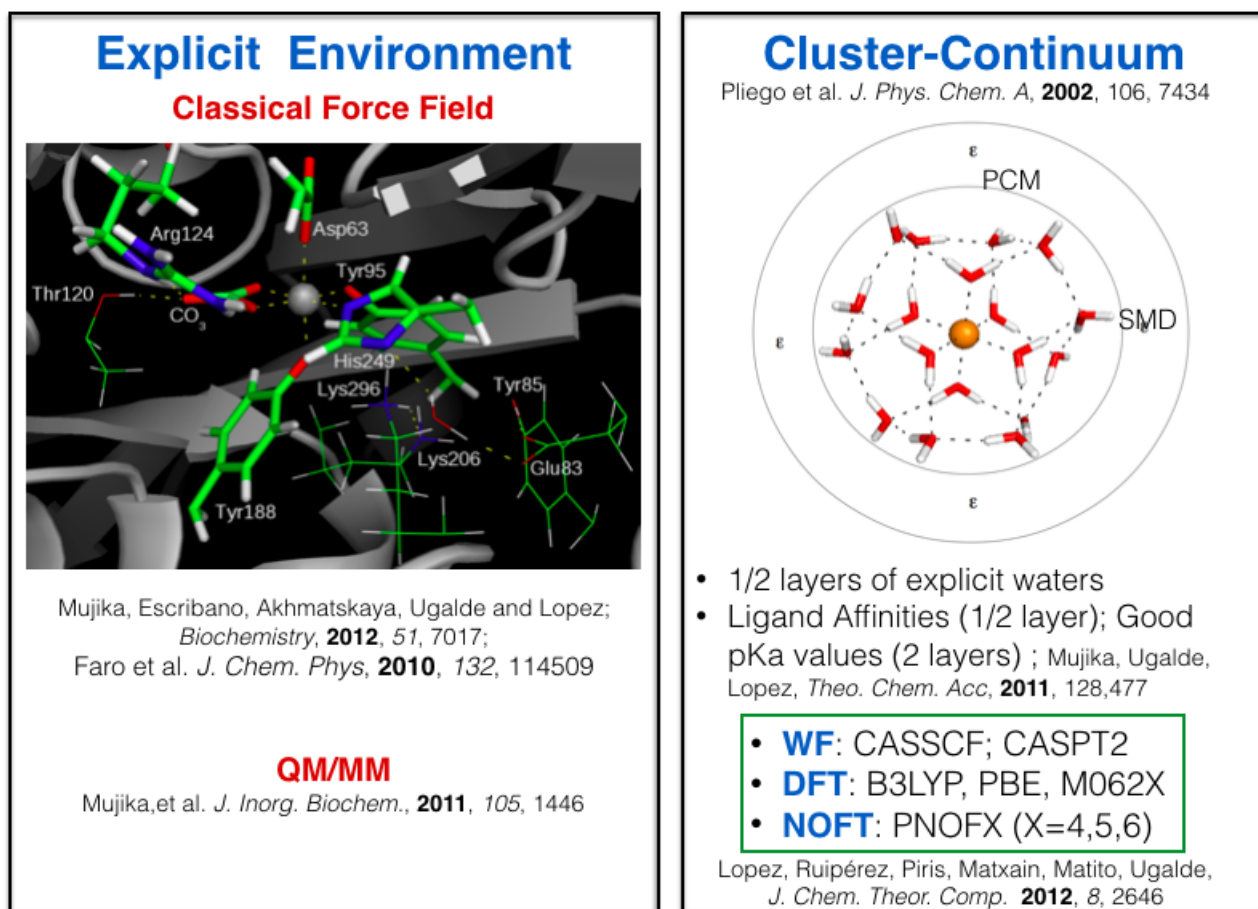 Explicit Environment
Classical Force Field
Arg124
Asp63
Tyr95
Thr120
CO3
His249
Lys296
Tyr85
Lys206
Glu83
Tyr188
Mujika, Escribano, Akhmatskaya, Ugalde and Lopez;
Biochemistry, 2012, 51, 7017;
Faro et al. J. Chem. Phys, 2010, 132, 114509
QM/MM
Mujika,et al. J. Inorg. Biochem., 2011, 105, 1446
Cluster-Continuum
Pliego et al. J. Phys. Chem. A, 2002, 106, 7434
ε
PCM
SMD
ε
ε
ε
• 1/2 layers of explicit waters
• Ligand Affinities (1/2 layer); Good
pKa values (2 layers) ; Mujika, Ugalde,
Lopez, Theo. Chem. Acc, 2011, 128,477
• WF: CASSCF; CASPT2
• DFT: B3LYP, PBE, M062X
• NOFT: PNOFX (X=4,5,6)
Lopez, Ruipérez, Piris, Matxain, Matito, Ugalde,
J. Chem. Theor. Comp. 2012, 8, 2646